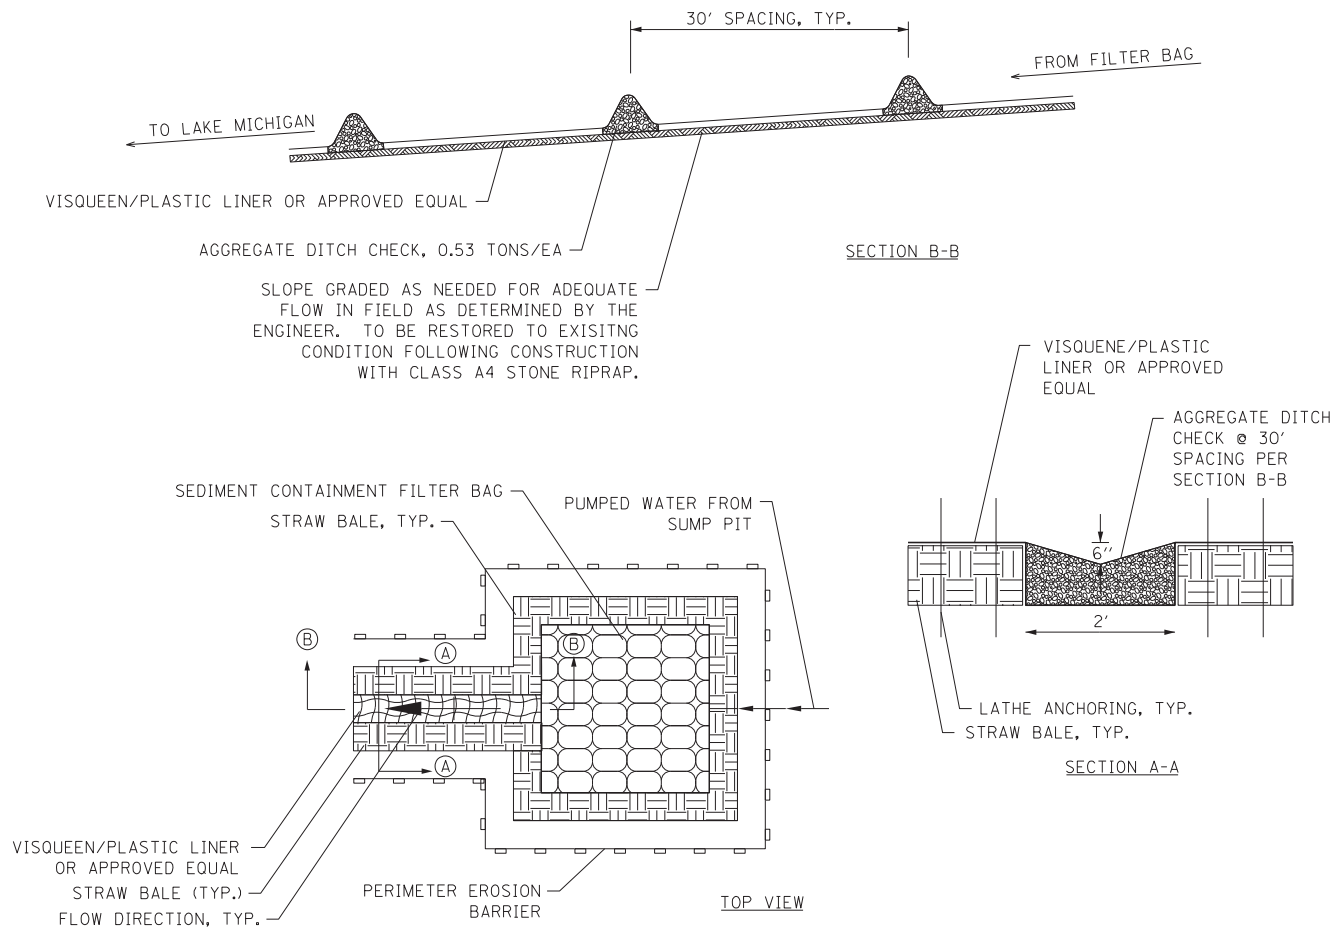 30' SPACING, TYP.
FROM FILTER BAG
TO LAKE MICHIGAN
VISQUEEN/PLASTIC LINER OR APPROVED EQUAL
AGGREGATE DITCH CHECK, 0.53 TONS/EA
SECTION B-B
SLOPE GRADED AS NEEDED FOR ADEQUATE
FLOW IN FIELD AS DETERMINED BY THE
ENGINEER. TO BE RESTORED TO EXISITNG
CONDITION FOLLOWING CONSTRUCTION
WITH CLASS A4 STONE RIPRAP.
VISQUENE/PLASTIC
LINER OR APPROVED
EQUAL
AGGREGATE DITCH
CHECK @ 30'
SPACING PER
SECTION B-B
6''
2'
LATHE ANCHORING, TYP.
STRAW BALE, TYP.
SECTION A-A
SEDIMENT CONTAINMENT FILTER BAG
STRAW BALE, TYP.
PUMPED WATER FROM
SUMP PIT
B
B
A
A
VISQUEEN/PLASTIC LINER
OR APPROVED EQUAL
STRAW BALE (TYP.)
FLOW DIRECTION, TYP.
PERIMETER EROSION
BARRIER
TOP VIEW